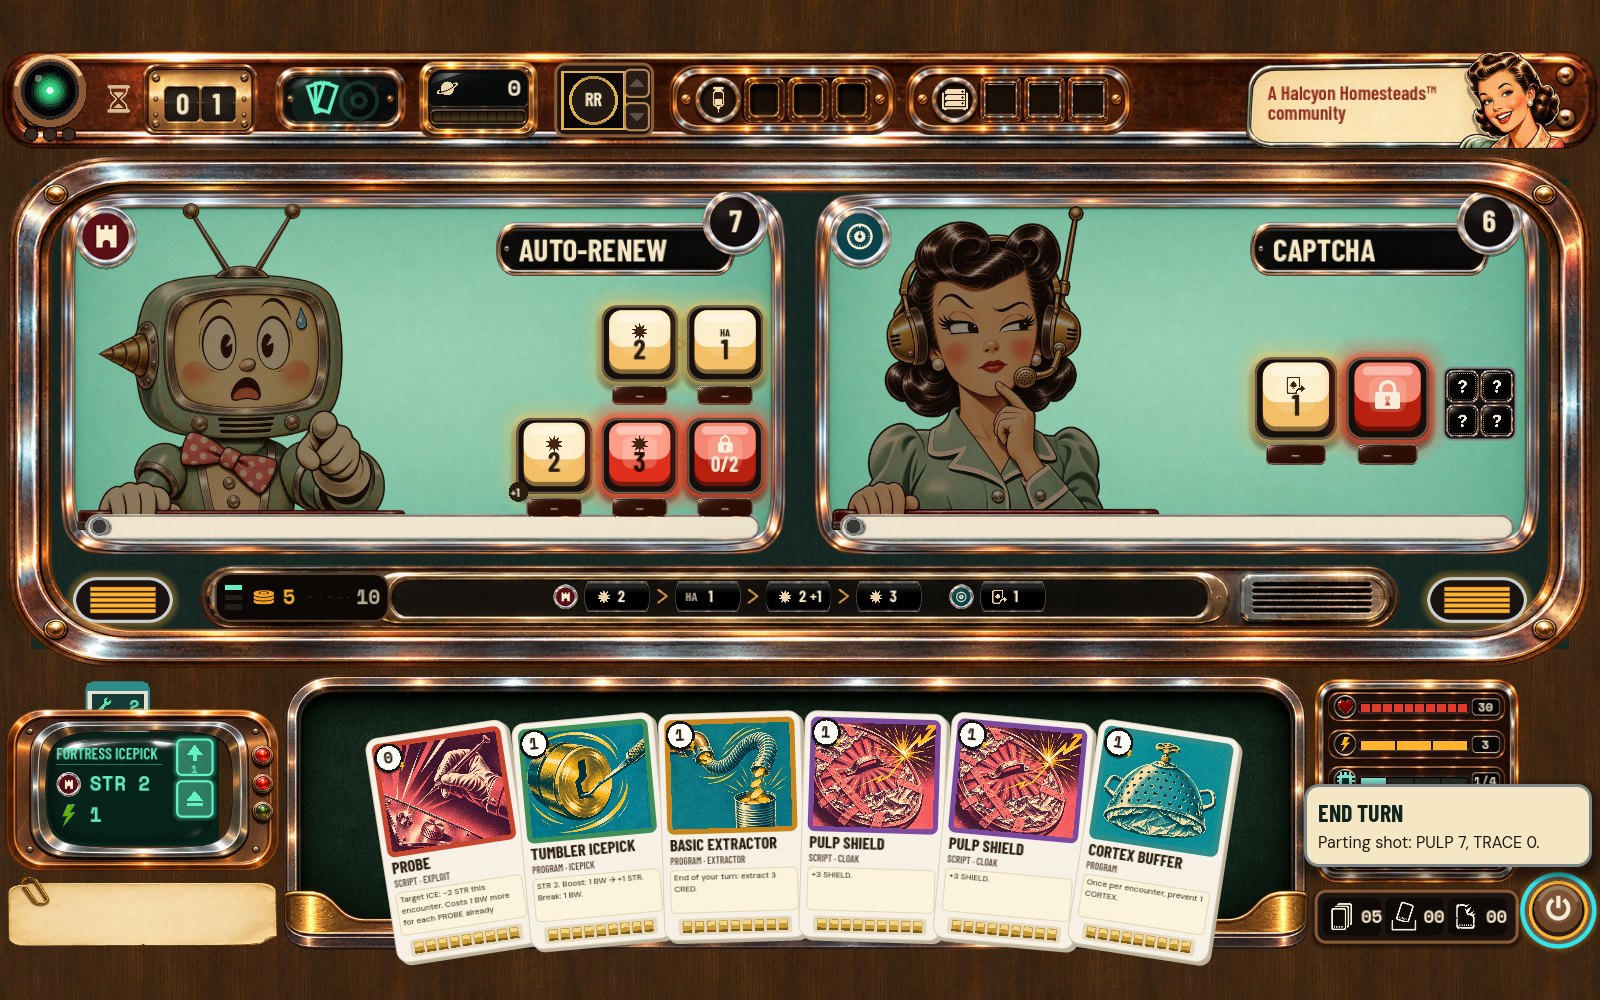 01
0
RR
A Halcyon Homesteads™
community
AUTO-RENEW
7
2
HA
1
2
+1
3
0/2
CAPTCHA
6
1
? ?
? ?
5
10
2 > HA 1 > 2 +1 > 3
1
2
FORTRESS ICEPICK
STR 2
1
1
0
PROBE
SCRIPT · EXPLOIT
Target ICE: -2 STR this
encounter. Costs 1 BW more
for each PROBE already
1
TUMBLER ICEPICK
PROGRAM · ICEPICK
STR 2. Boost: 1 BW → +1 STR.
Break: 1 BW.
1
BASIC EXTRACTOR
PROGRAM · EXTRACTOR
End of your turn: extract 3
CRED.
1
PULP SHIELD
SCRIPT · CLOAK
+3 SHIELD.
1
PULP SHIELD
SCRIPT · CLOAK
+3 SHIELD.
1
CORTEX BUFFER
PROGRAM
Once per encounter, prevent 1
CORTEX.
30
3
1/4
END TURN
Parting shot: PULP 7, TRACE 0.
05 00 00